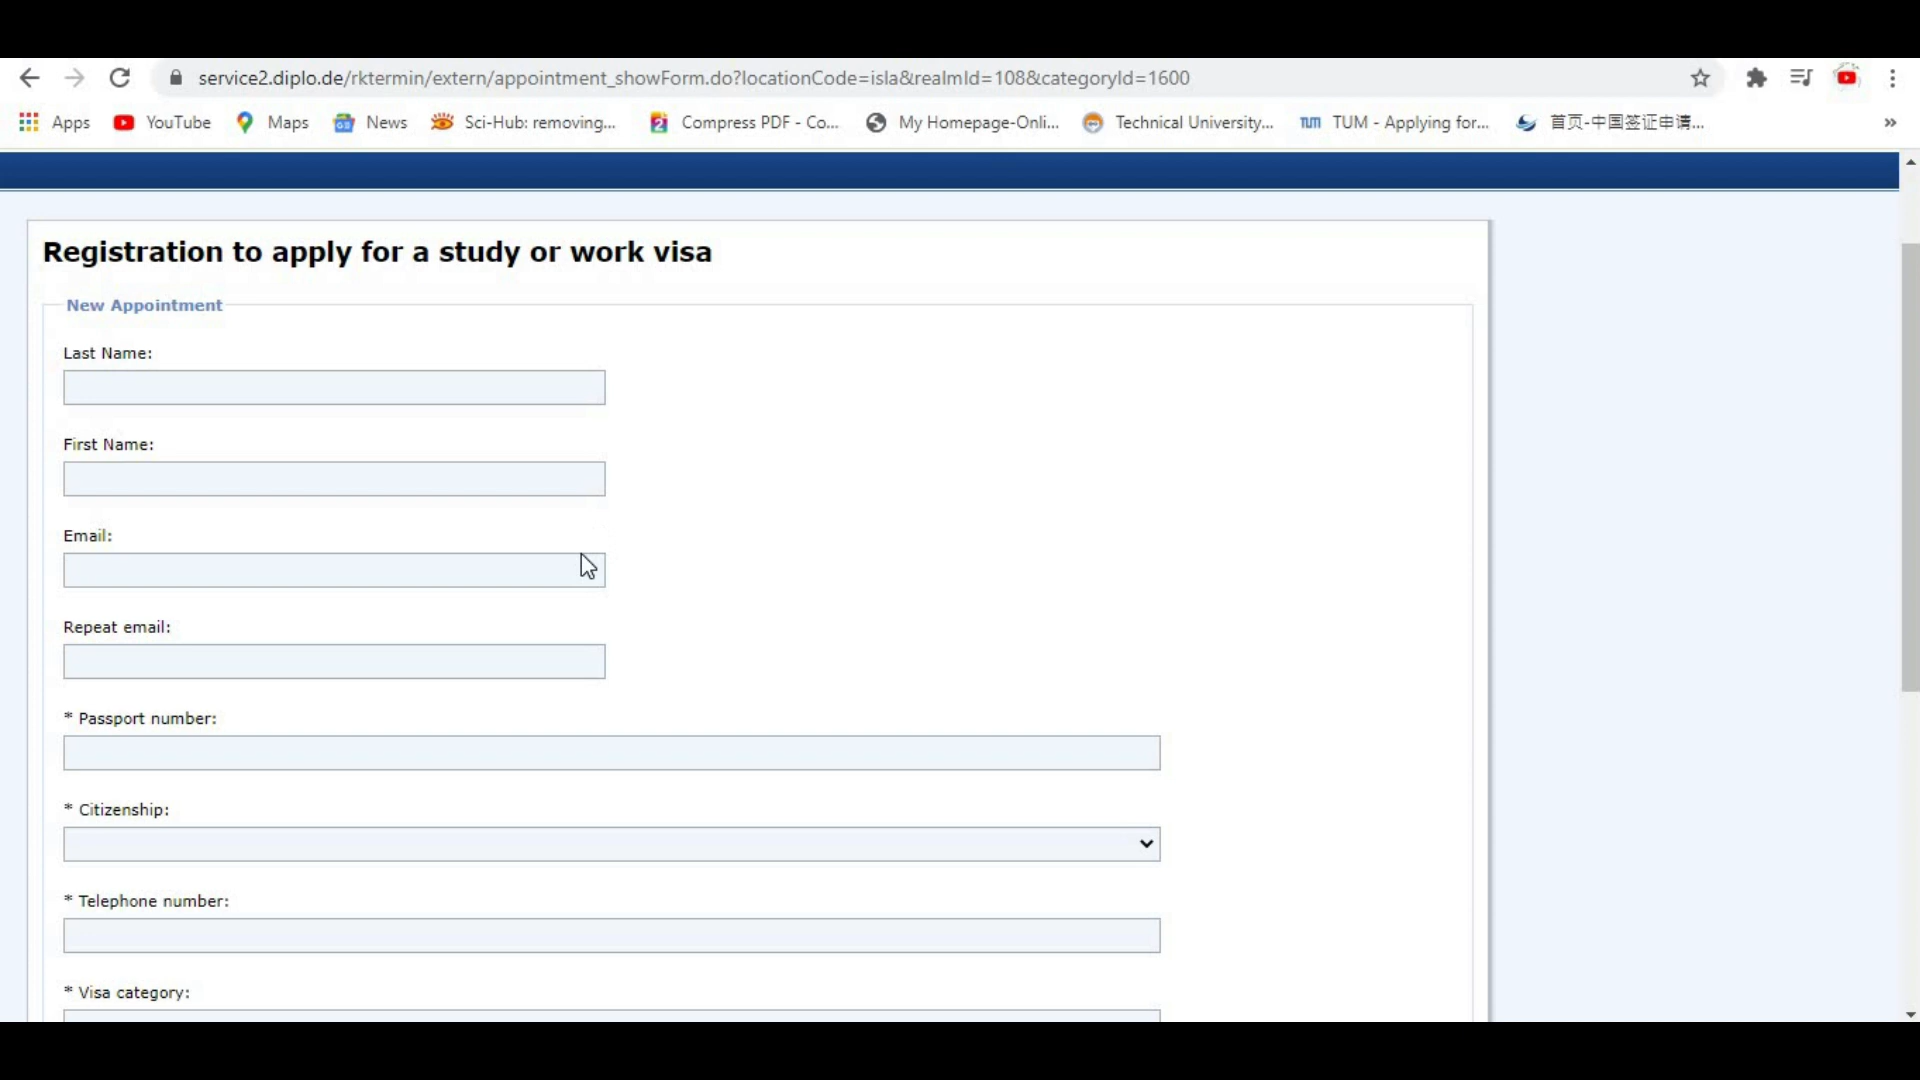 service2.diplo.de/rktermin/extern/appointment_showForm.do?locationCode=isla&realmId=108&categoryId=1600
Apps YouTube Maps News Sci-Hub: removing... Compress PDF - Co... My Homepage-Onli... Technical University... TUM - Applying for... 首页-中国签证申请...
Registration to apply for a study or work visa
New Appointment
Last Name:
First Name:
Email:
Repeat email:
* Passport number:
* Citizenship:
* Telephone number:
* Visa category: